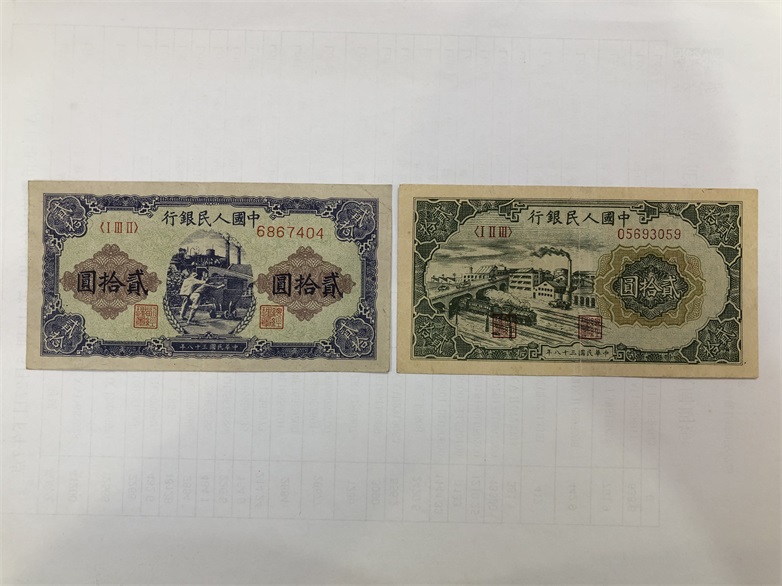 中國人民銀行
〈I III II〉 6867404
貳拾圓
貳拾圓
中華民國三十八年
中國人民銀行
〈I II III〉 05693059
貳拾圓
中華民國三十八年